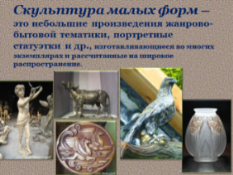 Скульптура малых форм –
это небольшие произведения жанрово-
бытовой тематики, портретные
статуэтки и др., изготавливающиеся во многих
экземплярах и рассчитанные на широкое
распространение.